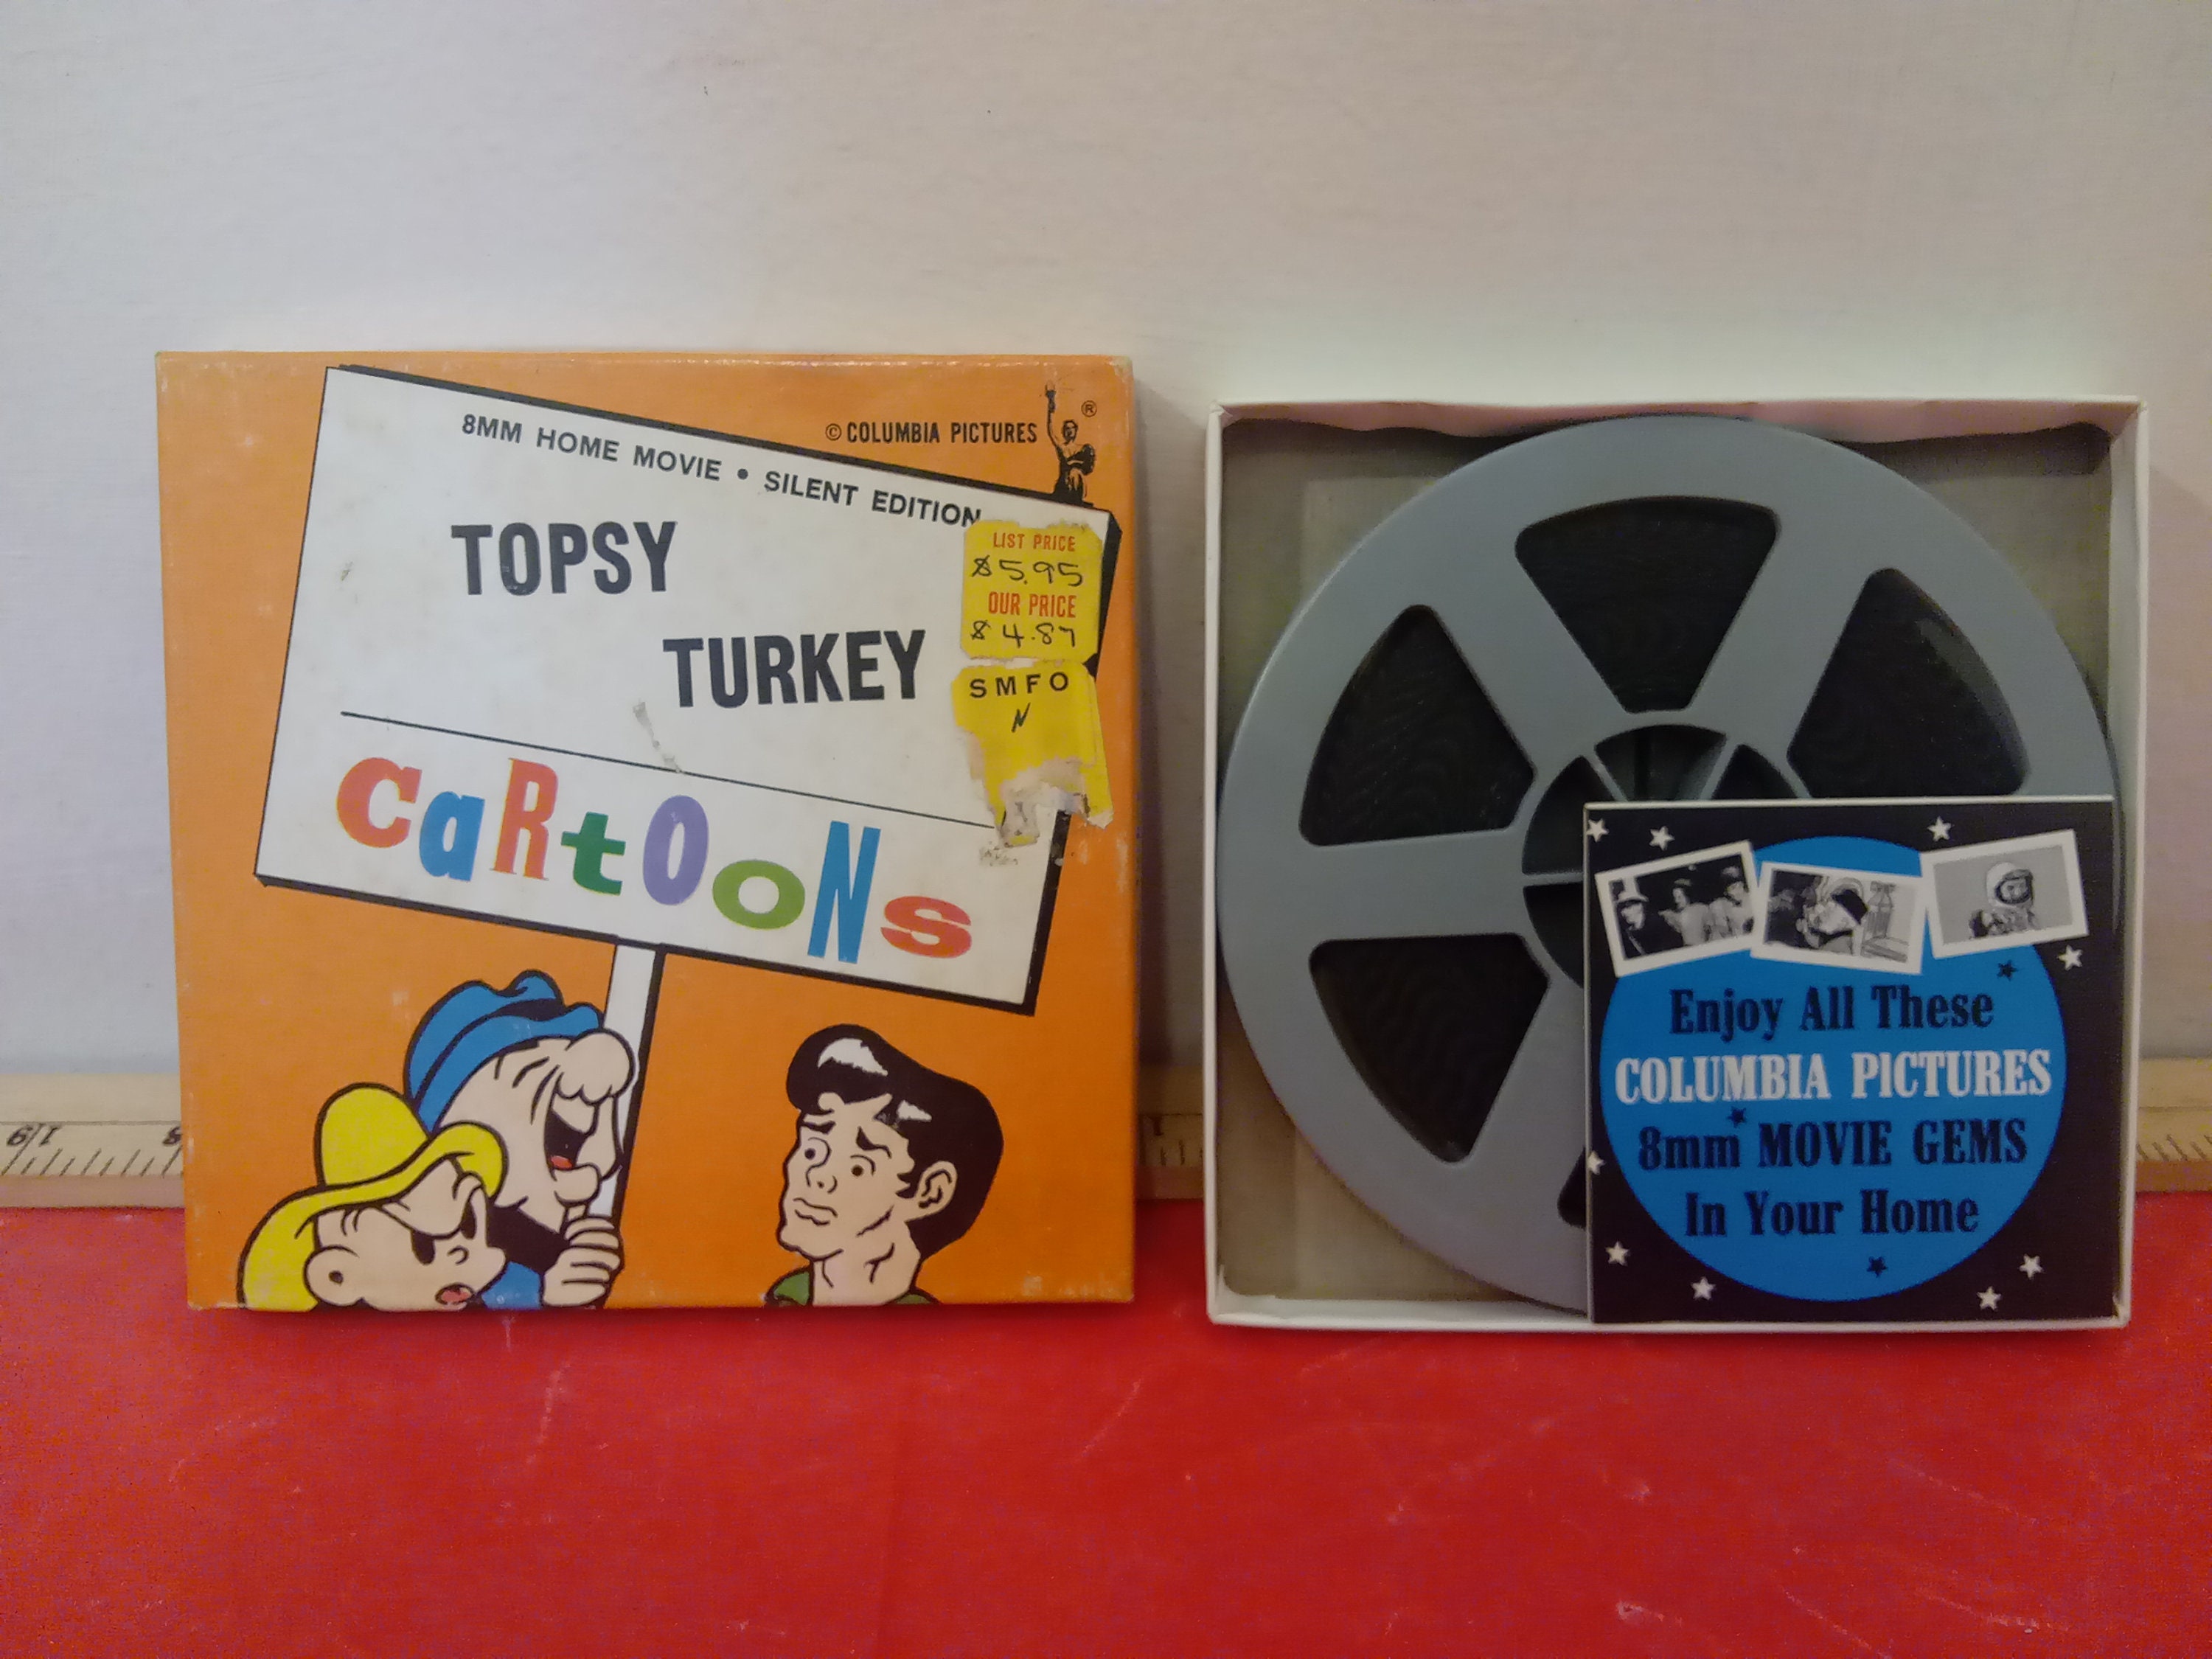 © COLUMBIA PICTURES ®
8MM HOME MOVIE • SILENT EDITION
TOPSY
TURKEY
CaRtOoNs
LIST PRICE
$5.95
OUR PRICE
$4.87
SMFO
N
Enjoy All These
COLUMBIA PICTURES
8mm MOVIE GEMS
In Your Home